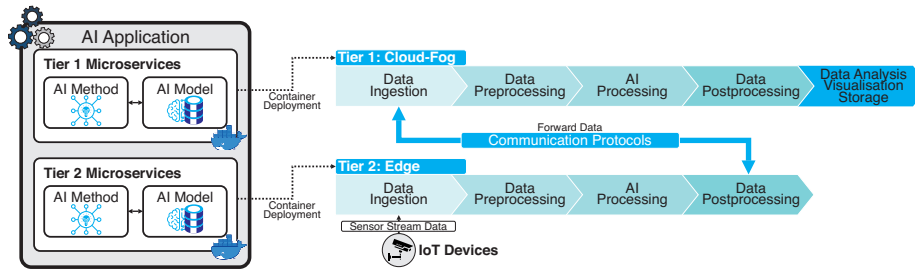 AI Application
Tier 1 Microservices
AI Method
AI Model
Tier 2 Microservices
AI Method
AI Model
Container
Deployment
Container
Deployment
Tier 1: Cloud-Fog
Data
Ingestion
Data
Preprocessing
AI
Processing
Data
Postprocessing
Data Analysis
Visualisation
Storage
Forward Data
Communication Protocols
Tier 2: Edge
Data
Ingestion
Data
Preprocessing
AI
Processing
Data
Postprocessing
Sensor Stream Data
IoT Devices